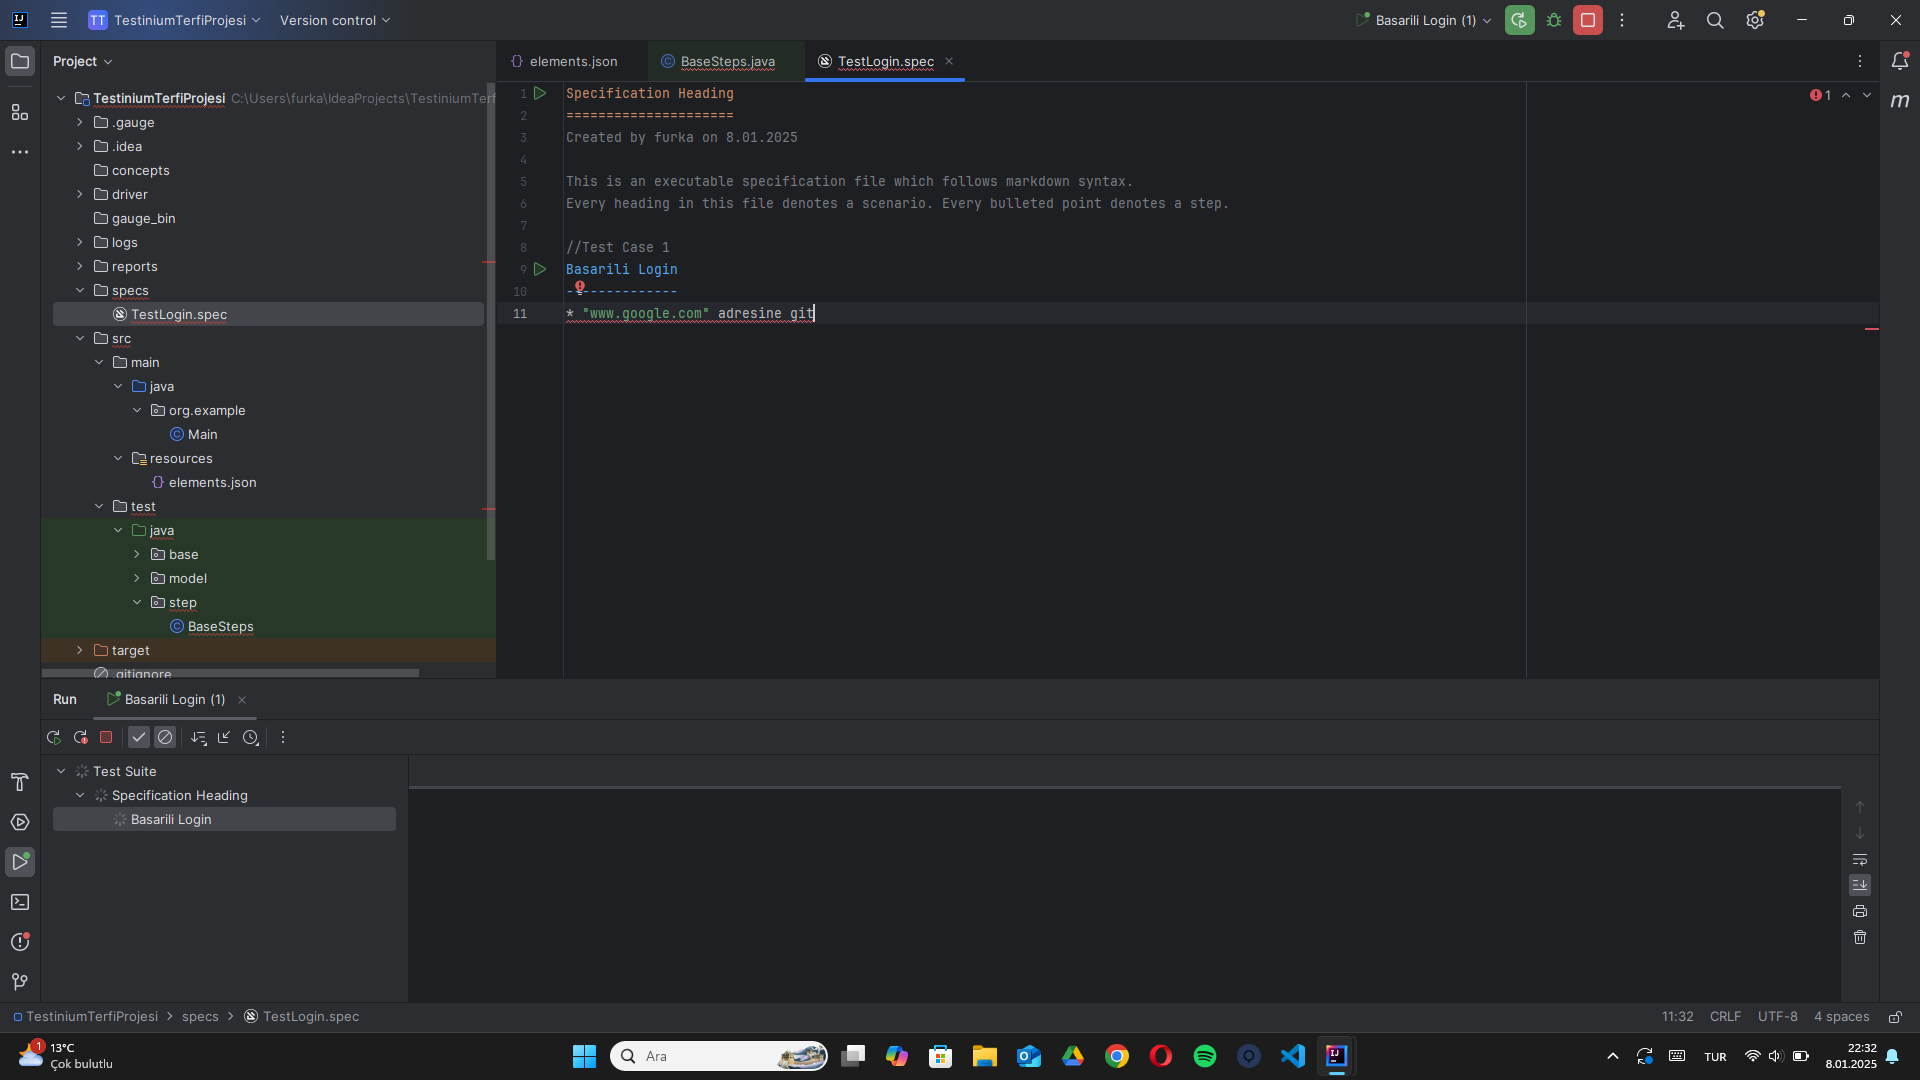 TT TestiniumTerfiProjesi Version control Basarili Login (1)
Project
elements.json BaseSteps.java TestLogin.spec
TestiniumTerfiProjesi C:\Users\furka\IdeaProjects\TestiniumTerf
.gauge
.idea
concepts
driver
gauge_bin
logs
reports
specs
TestLogin.spec
src
main
java
org.example
Main
resources
elements.json
test
java
base
model
step
BaseSteps
target
.gitignore
1 Specification Heading
2 =====================
3 Created by furka on 8.01.2025
4
5 This is an executable specification file which follows markdown syntax.
6 Every heading in this file denotes a scenario. Every bulleted point denotes a step.
7
8 //Test Case 1
9 Basarili Login
10 --------------
11 * "www.google.com" adresine git
1
m
Run Basarili Login (1)
Test Suite
Specification Heading
Basarili Login
TestiniumTerfiProjesi > specs > TestLogin.spec
11:32 CRLF UTF-8 4 spaces
1
13°C
Çok bulutlu
Ara
TUR
22:32
8.01.2025